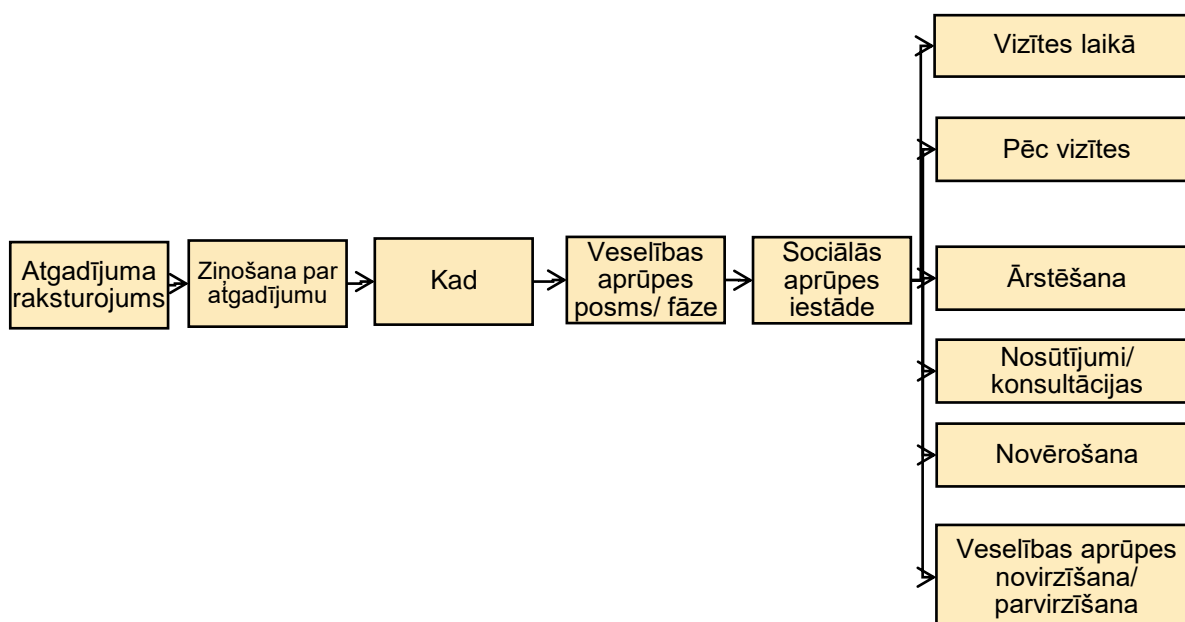 Atgadījuma
raksturojums
Ziņošana par
atgadījumu
Kad
Veselības
aprūpes
posms/ fāze
Sociālās
aprūpes
iestāde
Vizītes laikā
Pēc vizītes
Ārstēšana
Nosūtījumi/
konsultācijas
Novērošana
Veselības aprūpes
novirzīšana/
parvirzīšana